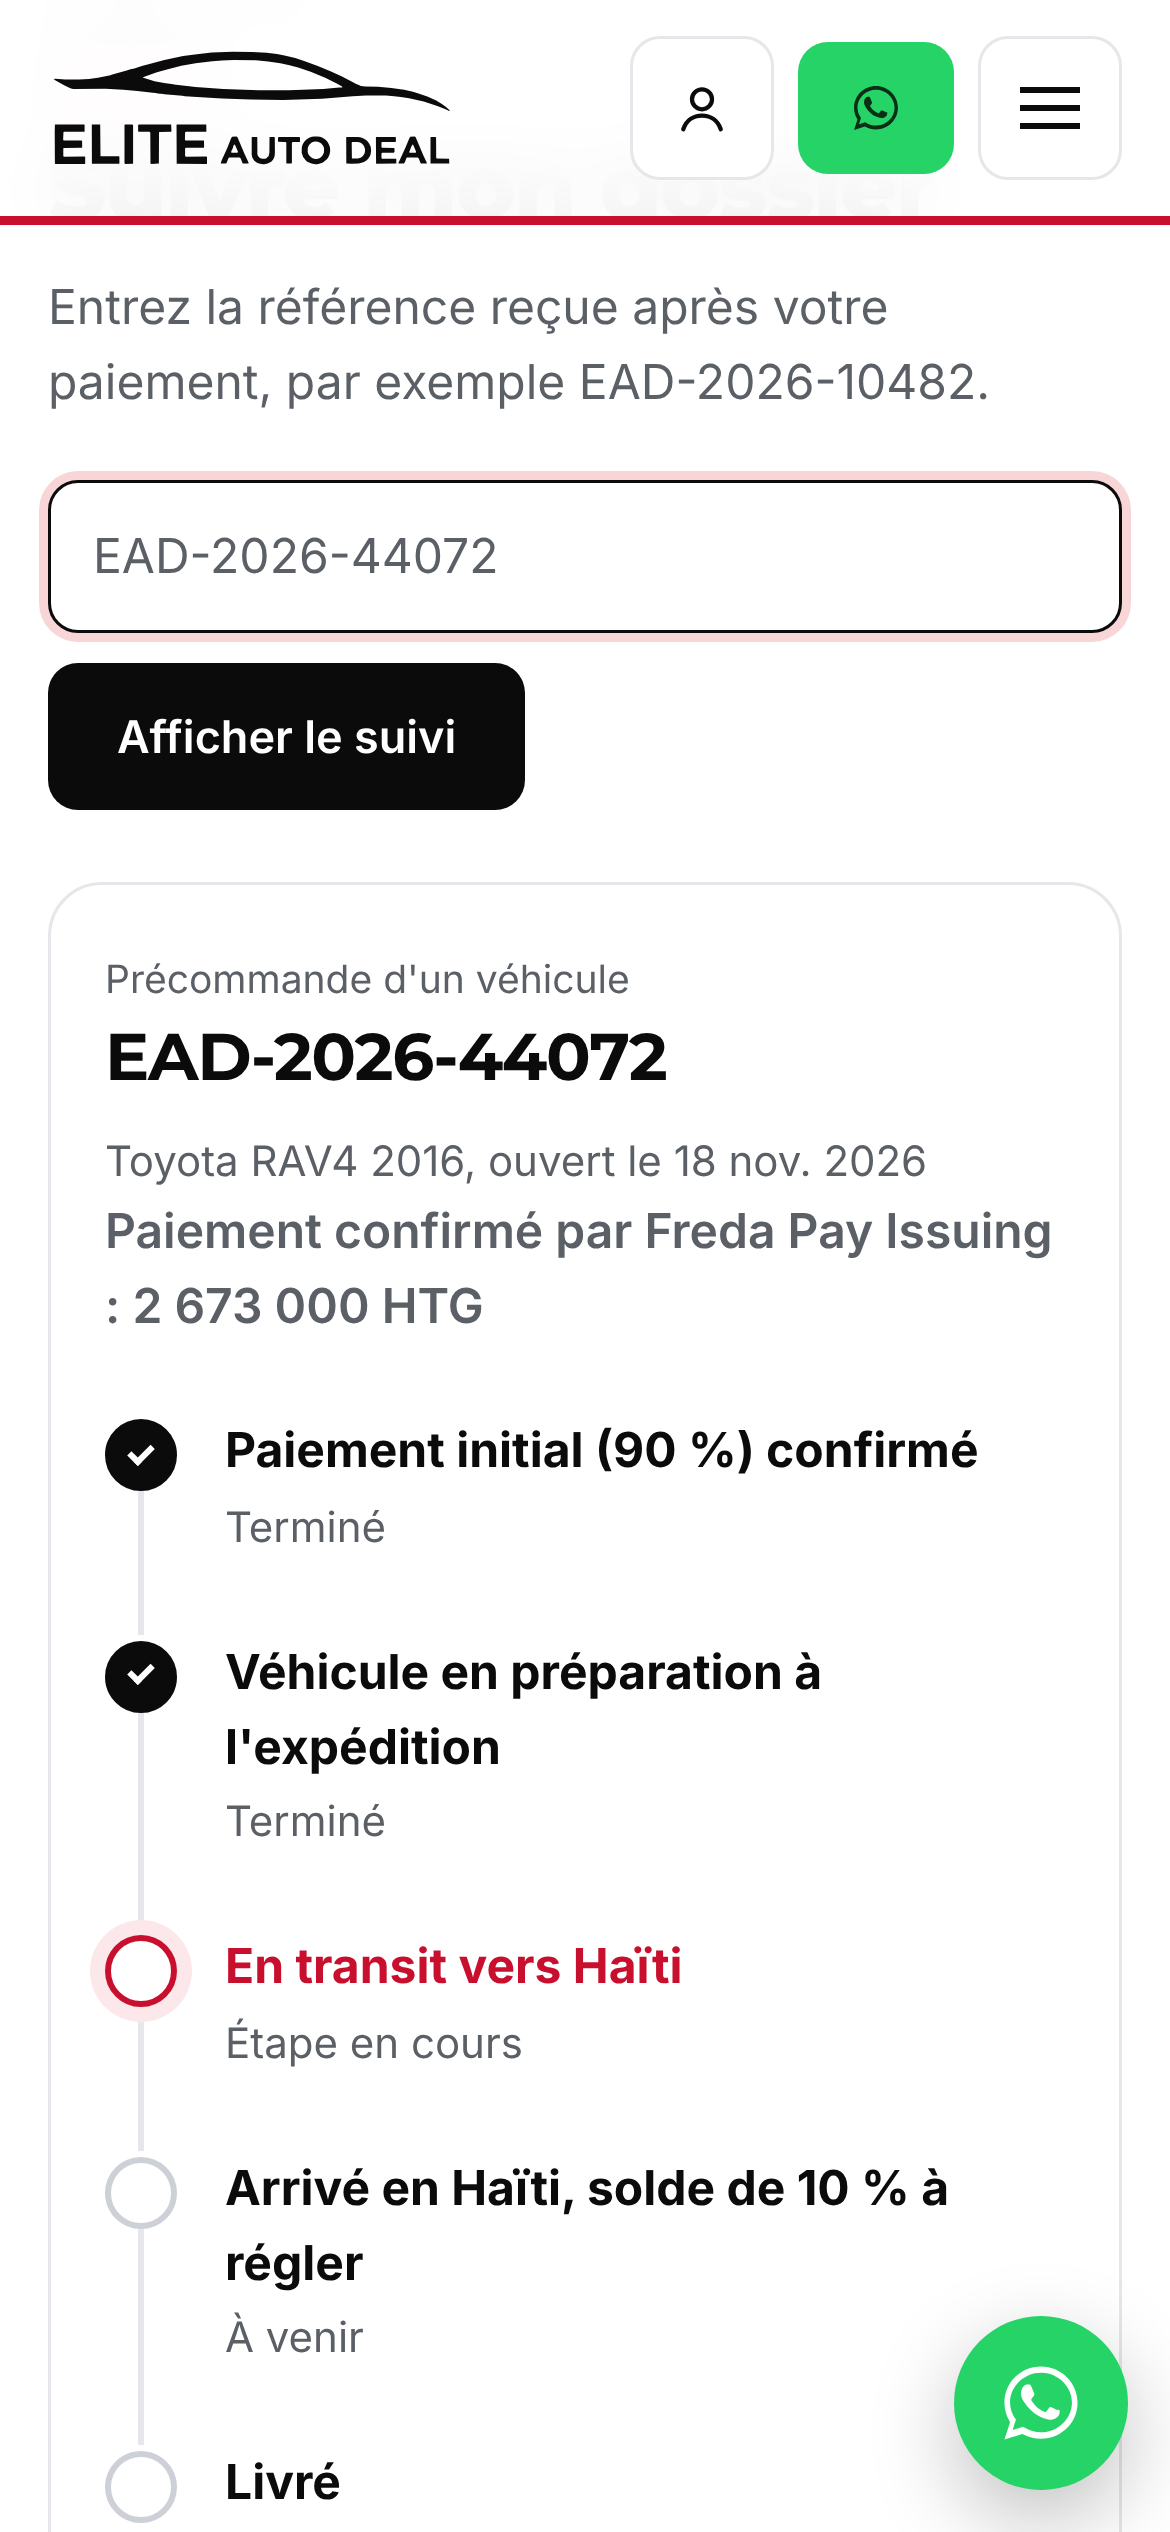 ELITE AUTO DEAL
Suivre mon dossier
Entrez la référence reçue après votre
paiement, par exemple EAD-2026-10482.
EAD-2026-44072
Afficher le suivi
Précommande d'un véhicule
EAD-2026-44072
Toyota RAV4 2016, ouvert le 18 nov. 2026
Paiement confirmé par Freda Pay Issuing
: 2 673 000 HTG
Paiement initial (90 %) confirmé
Terminé
Véhicule en préparation à
l'expédition
Terminé
En transit vers Haïti
Étape en cours
Arrivé en Haïti, solde de 10 % à
régler
À venir
Livré